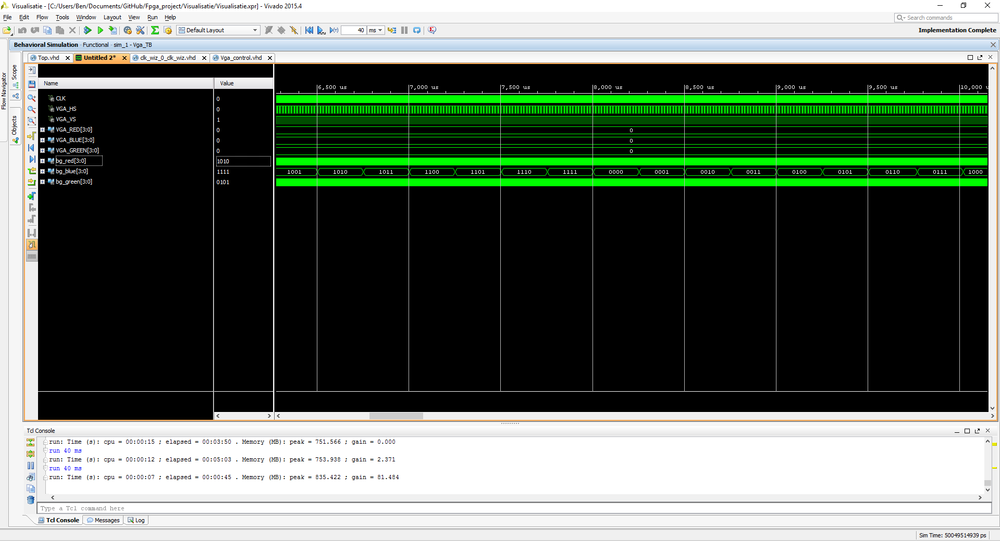 Visualisatie - [C:/Users/Ben/Documents/GitHub/Fpga_project/Visualisatie/Visualisatie.xpr] - Vivado 2015.4
File Edit Flow Tools Window Layout View Run Help
Search commands
Default Layout 40 ms Implementation Complete
Behavioral Simulation - Functional - sim_1 - Vga_TB
Flow Navigator
Scope
Objects
Top.vhd Untitled 2* clk_wiz_0_clk_wiz.vhd Vga_control.vhd
Name Value
6,500 us 7,000 us 7,500 us 8,000 us 8,500 us 9,000 us 9,500 us 10,000 u
CLK 0
VGA_HS 0
VGA_VS 1
VGA_RED[3:0] 0 0
VGA_BLUE[3:0] 0 0
VGA_GREEN[3:0] 0 0
bg_red[3:0] 1010
bg_blue[3:0] 1111 1001 1010 1011 1100 1101 1110 1111 0000 0001 0010 0011 0100 0101 0110 0111 1000
bg_green[3:0] 0101
Tcl Console
run: Time (s): cpu = 00:00:15 ; elapsed = 00:03:50 . Memory (MB): peak = 751.566 ; gain = 0.000
run 40 ms
run: Time (s): cpu = 00:00:12 ; elapsed = 00:05:03 . Memory (MB): peak = 753.938 ; gain = 2.371
run 40 ms
run: Time (s): cpu = 00:00:07 ; elapsed = 00:00:45 . Memory (MB): peak = 835.422 ; gain = 81.484
Type a Tcl command here
Tcl Console Messages Log
Sim Time: 50049514939 ps